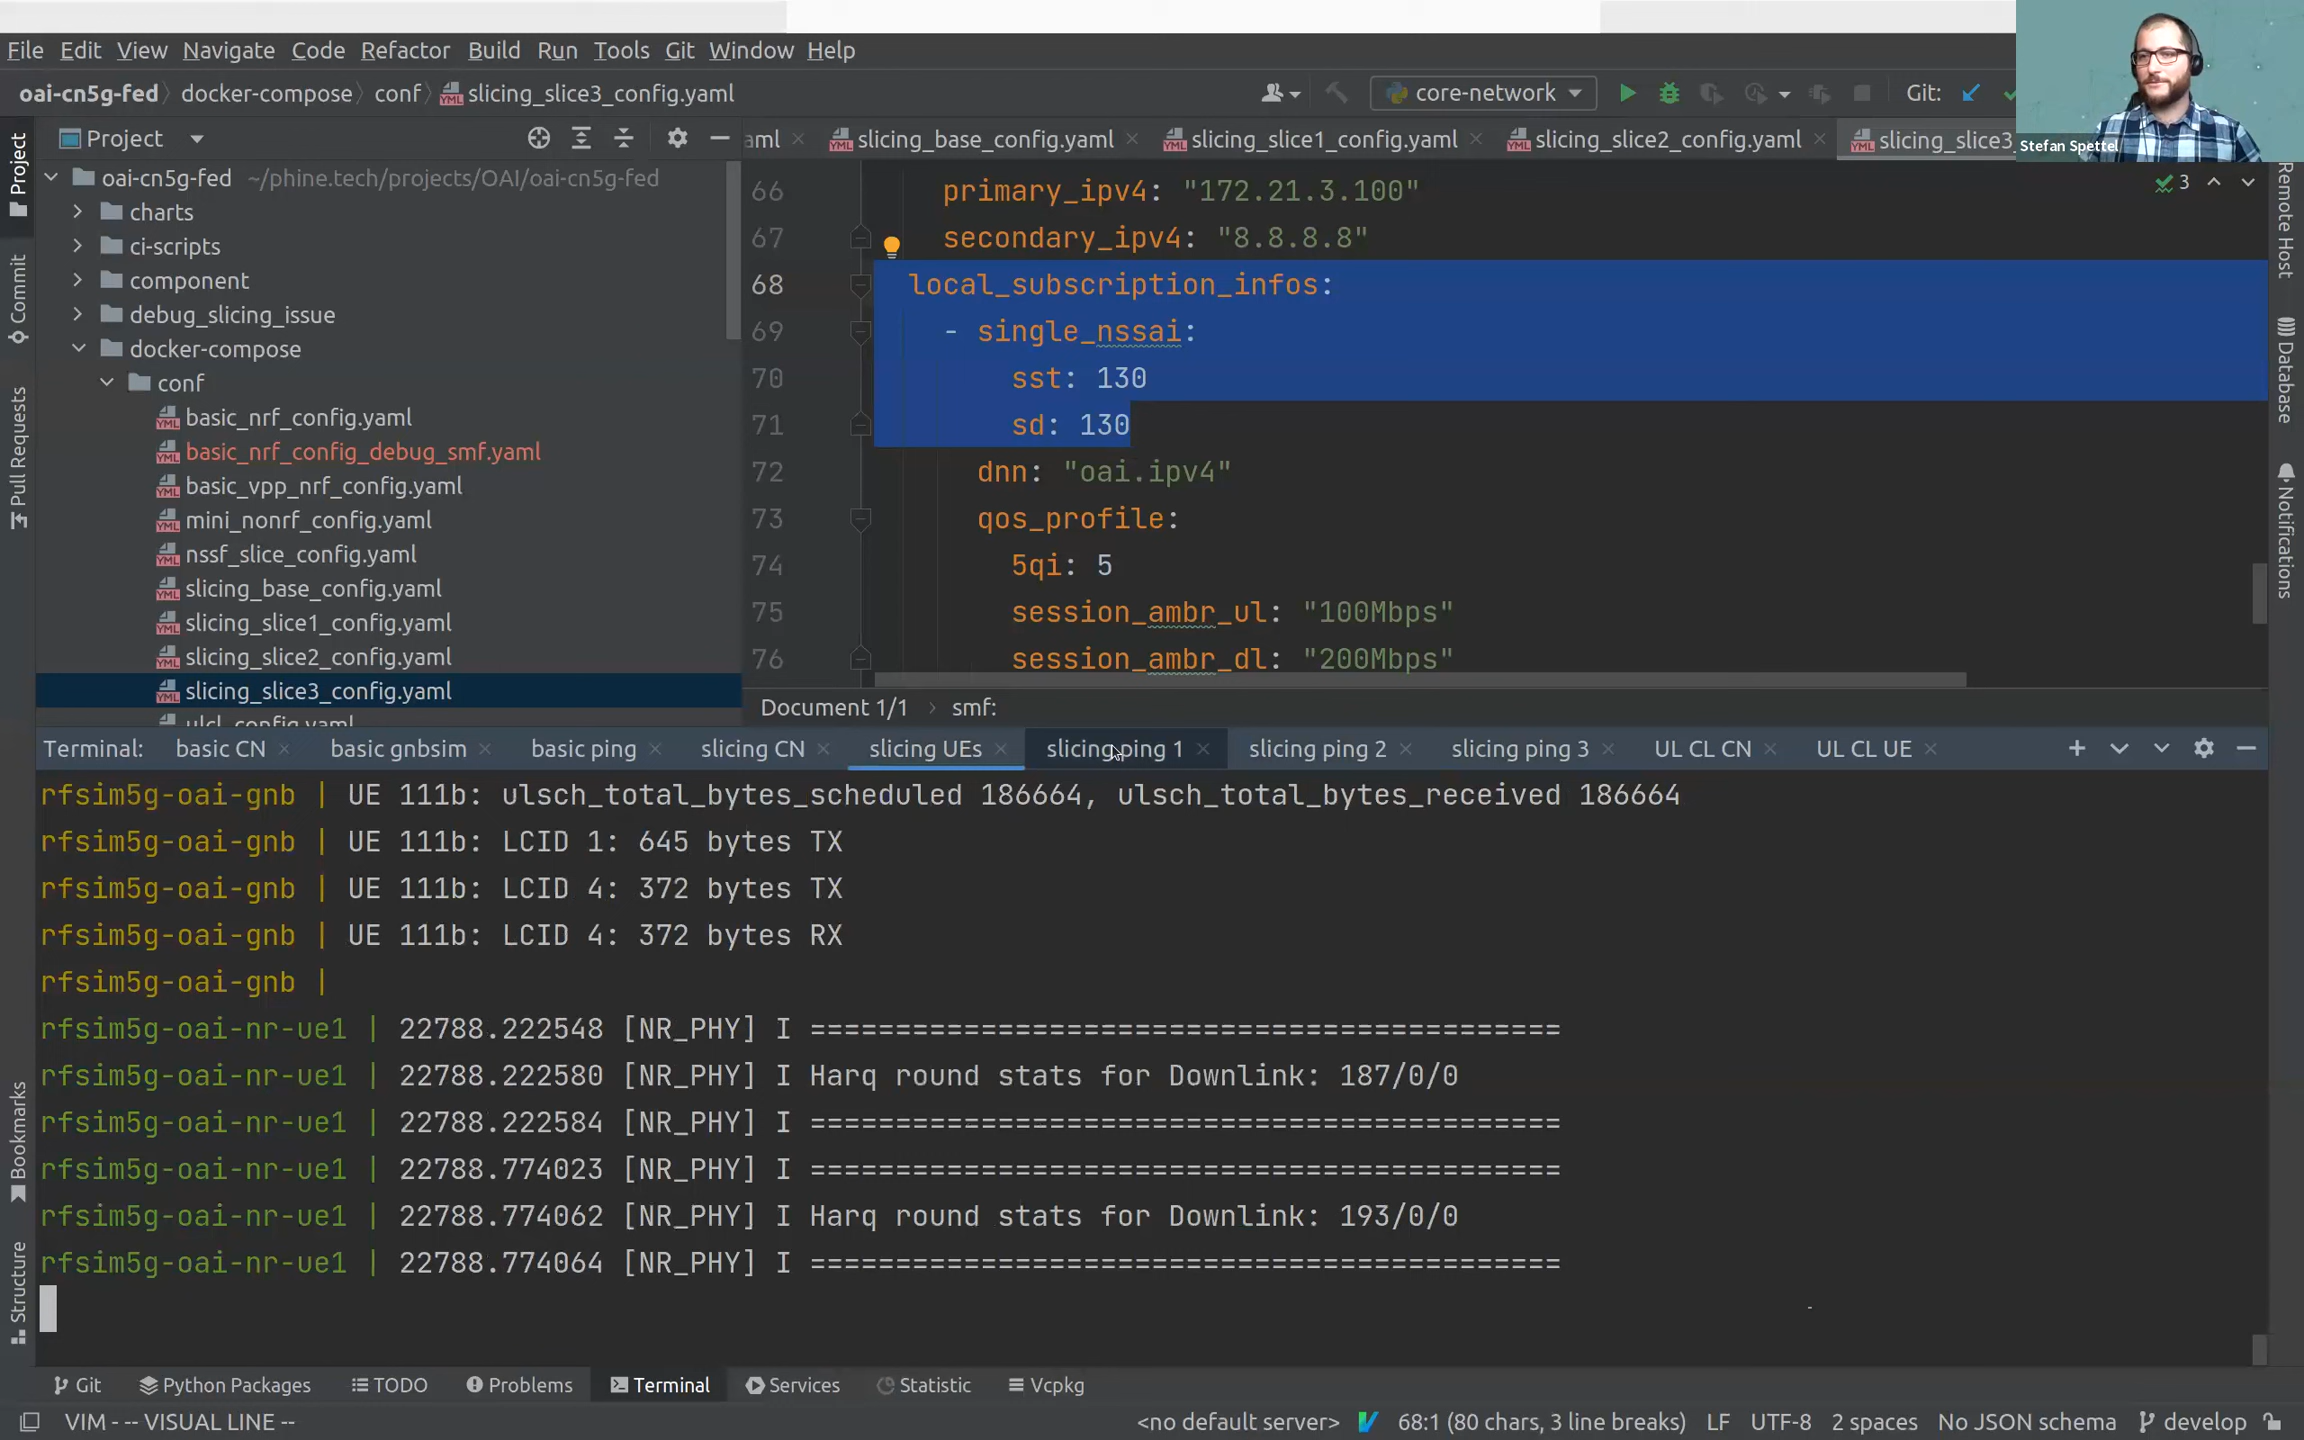 File Edit View Navigate Code Refactor Build Run Tools Git Window Help
oai-cn5g-fed docker-compose conf slicing_slice3_config.yaml core-network Git:
Stefan Spettel
Project
aml slicing_base_config.yaml slicing_slice1_config.yaml slicing_slice2_config.yaml slicing_slice3_
oai-cn5g-fed ~/phine.tech/projects/OAI/oai-cn5g-fed
charts
ci-scripts
component
debug_slicing_issue
docker-compose
conf
basic_nrf_config.yaml
basic_nrf_config_debug_smf.yaml
basic_vpp_nrf_config.yaml
mini_nonrf_config.yaml
nssf_slice_config.yaml
slicing_base_config.yaml
slicing_slice1_config.yaml
slicing_slice2_config.yaml
slicing_slice3_config.yaml
ulcl_config.yaml
3
66 primary_ipv4: "172.21.3.100"
67 secondary_ipv4: "8.8.8.8"
68 local_subscription_infos:
69 - single_nssai:
70 sst: 130
71 sd: 130
72 dnn: "oai.ipv4"
73 qos_profile:
74 5qi: 5
75 session_ambr_ul: "100Mbps"
76 session_ambr_dl: "200Mbps"
Document 1/1 smf:
Project
Commit
Pull Requests
Bookmarks
Structure
Remote Host
Database
Notifications
Terminal: basic CN basic gnbsim basic ping slicing CN slicing UEs slicing ping 1 slicing ping 2 slicing ping 3 UL CL CN UL CL UE
rfsim5g-oai-gnb | UE 111b: ulsch_total_bytes_scheduled 186664, ulsch_total_bytes_received 186664
rfsim5g-oai-gnb | UE 111b: LCID 1: 645 bytes TX
rfsim5g-oai-gnb | UE 111b: LCID 4: 372 bytes TX
rfsim5g-oai-gnb | UE 111b: LCID 4: 372 bytes RX
rfsim5g-oai-gnb |
rfsim5g-oai-nr-ue1 | 22788.222548 [NR_PHY] I ============================================
rfsim5g-oai-nr-ue1 | 22788.222580 [NR_PHY] I Harq round stats for Downlink: 187/0/0
rfsim5g-oai-nr-ue1 | 22788.222584 [NR_PHY] I ============================================
rfsim5g-oai-nr-ue1 | 22788.774023 [NR_PHY] I ============================================
rfsim5g-oai-nr-ue1 | 22788.774062 [NR_PHY] I Harq round stats for Downlink: 193/0/0
rfsim5g-oai-nr-ue1 | 22788.774064 [NR_PHY] I ============================================
Git Python Packages TODO Problems Terminal Services Statistic Vcpkg
VIM - -- VISUAL LINE -- <no default server> 68:1 (80 chars, 3 line breaks) LF UTF-8 2 spaces No JSON schema develop